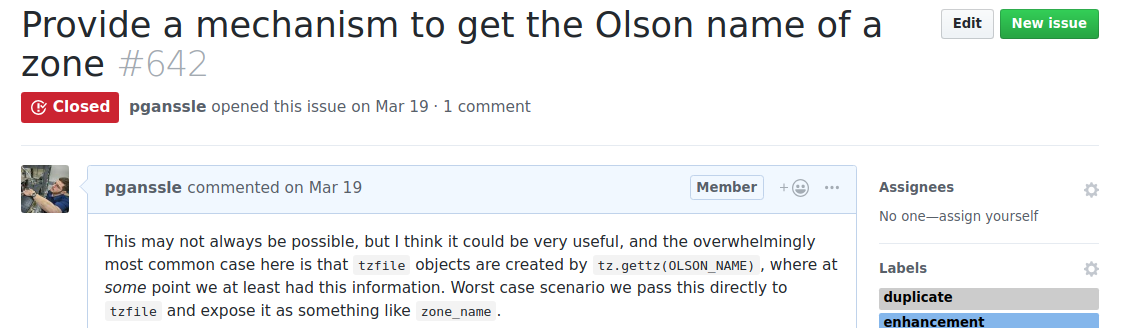 Provide a mechanism to get the Olson name of a
zone #642
Edit
New issue
Closed
pganssle opened this issue on Mar 19 · 1 comment
pganssle commented on Mar 19
Member
+
This may not always be possible, but I think it could be very useful, and the overwhelmingly
most common case here is that tzfile objects are created by tz.gettz(OLSON_NAME), where at
some point we at least had this information. Worst case scenario we pass this directly to
tzfile and expose it as something like zone_name.
Assignees
No one—assign yourself
Labels
duplicate
enhancement